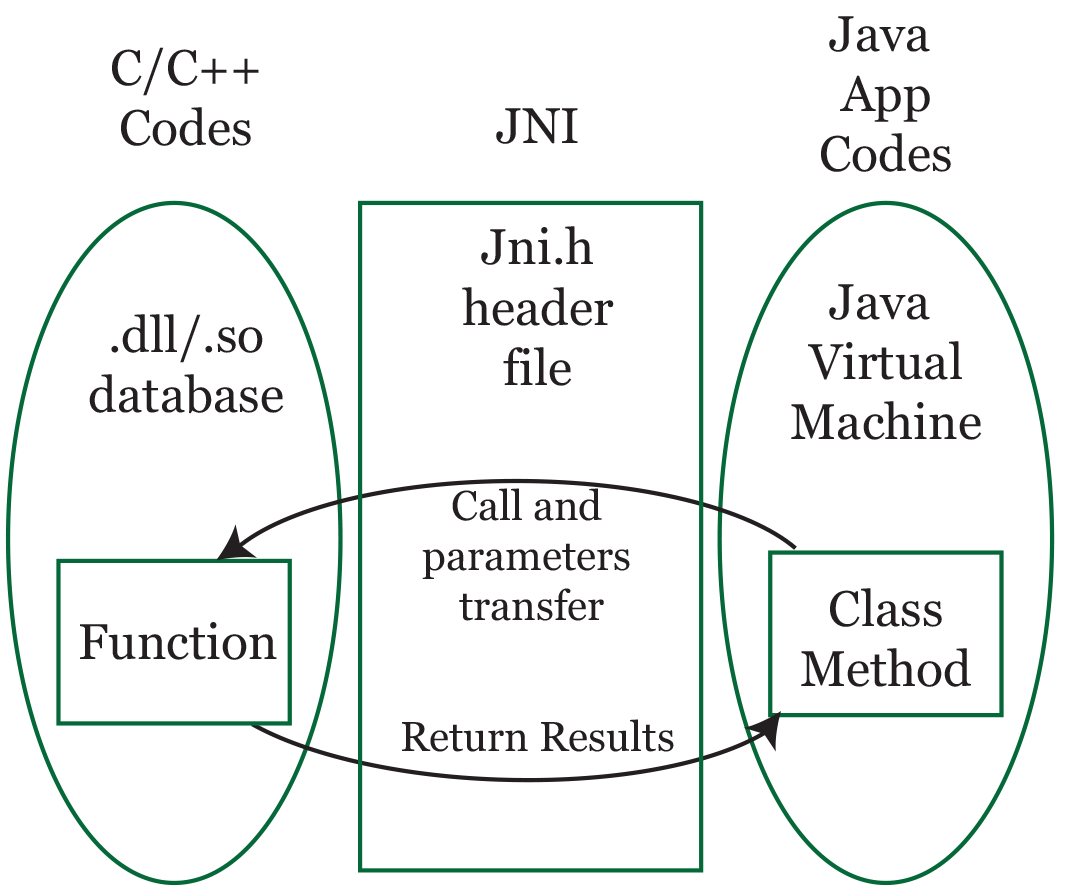 C/C++
Codes
JNI
Java
App
Codes
.dll/.so
database
Function
Jni.h
header
file
Call and
parameters
transfer
Return Results
Java
Virtual
Machine
Class
Method